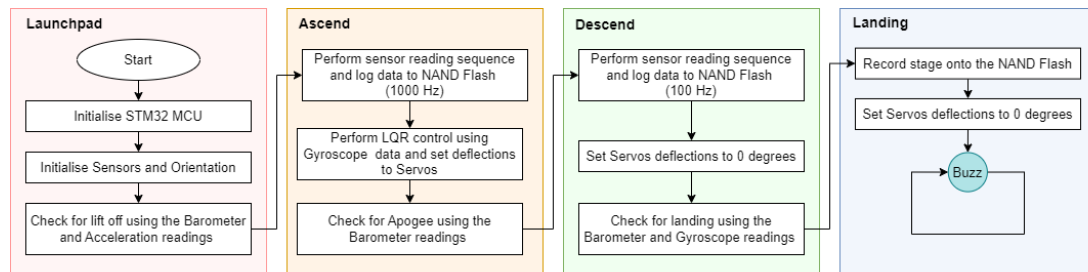 Launchpad
Start
Initialise STM32 MCU
Initialise Sensors and Orientation
Check for lift off using the Barometer
and Acceleration readings
Ascend
Perform sensor reading sequence
and log data to NAND Flash
(1000 Hz)
Perform LQR control using
Gyroscope data and set deflections
to Servos
Check for Apogee using the
Barometer readings
Descend
Perform sensor reading sequence
and log data to NAND Flash
(100 Hz)
Set Servos deflections to 0 degrees
Check for landing using the
Barometer and Gyroscope readings
Landing
Record stage onto the NAND Flash
Set Servos deflections to 0 degrees
Buzz